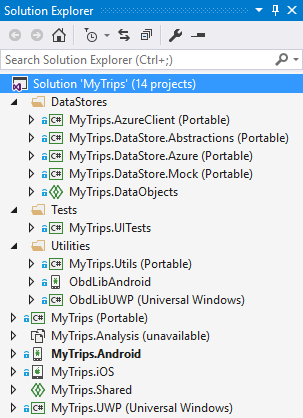 Solution Explorer
Search Solution Explorer (Ctrl+;)
Solution 'MyTrips' (14 projects)
DataStores
C# MyTrips.AzureClient (Portable)
C# MyTrips.DataStore.Abstractions (Portable)
C# MyTrips.DataStore.Azure (Portable)
C# MyTrips.DataStore.Mock (Portable)
MyTrips.DataObjects
Tests
C# MyTrips.UITests
Utilities
C# MyTrips.Utils (Portable)
ObdLibAndroid
C# ObdLibUWP (Universal Windows)
C# MyTrips (Portable)
MyTrips.Analysis (unavailable)
MyTrips.Android
MyTrips.iOS
MyTrips.Shared
C# MyTrips.UWP (Universal Windows)